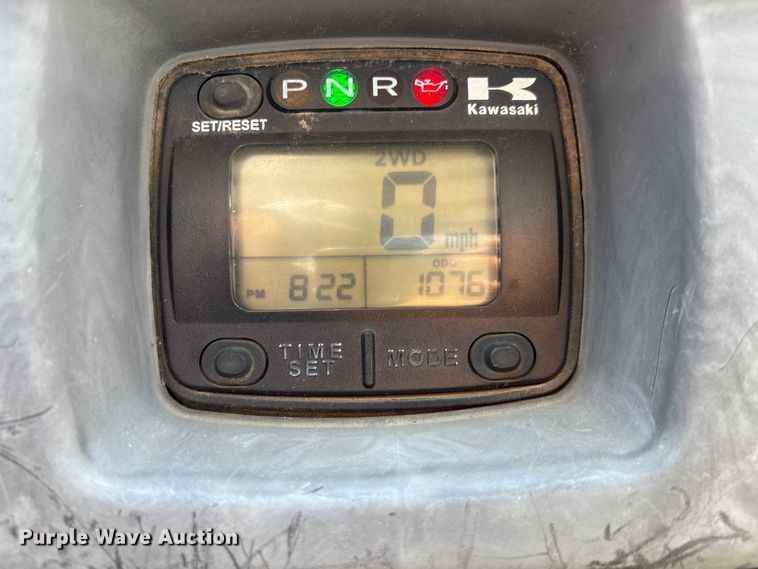 P N R
Kawasaki
SET/RESET
2WD
0 mph
ODO
PM 8:22 1076
TIME SET MODE
Purple Wave Auction